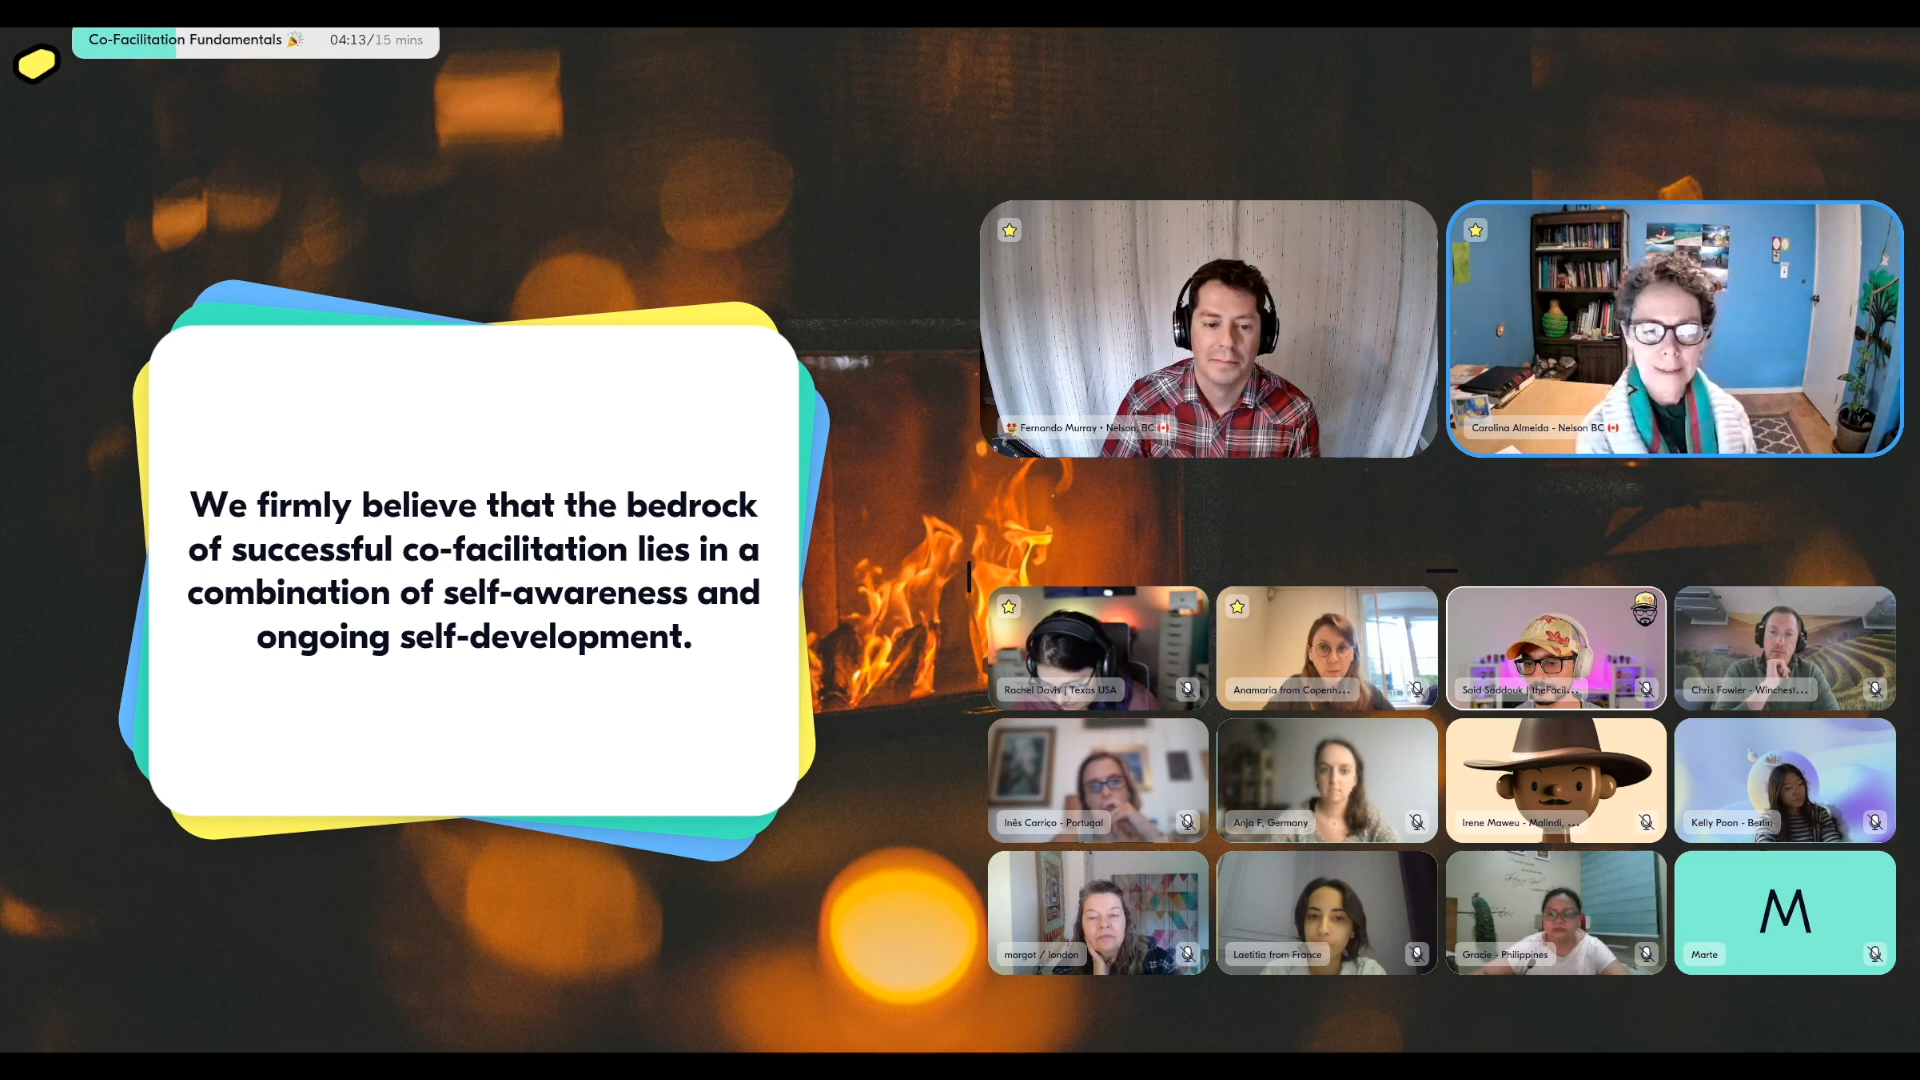 Co-Facilitation Fundamentals 🎉 04:13/15 mins
We firmly believe that the bedrock
of successful co-facilitation lies in a
combination of self-awareness and
ongoing self-development.
🤩 Fernando Murray • Nelson, BC 🇨🇦
Carolina Almeida - Nelson BC 🇨🇦
Rachel Davis | Texas USA
Anamaria from Copenh...
Said Saddouk | theFacil...
Chris Fowler - Winchest...
Inês Carriço - Portugal
Anja F, Germany
Irene Maweu - Malindi, ...
Kelly Poon - Berlin
margot / london
Laetitia from France
Gracie - Philippines
M
Marte